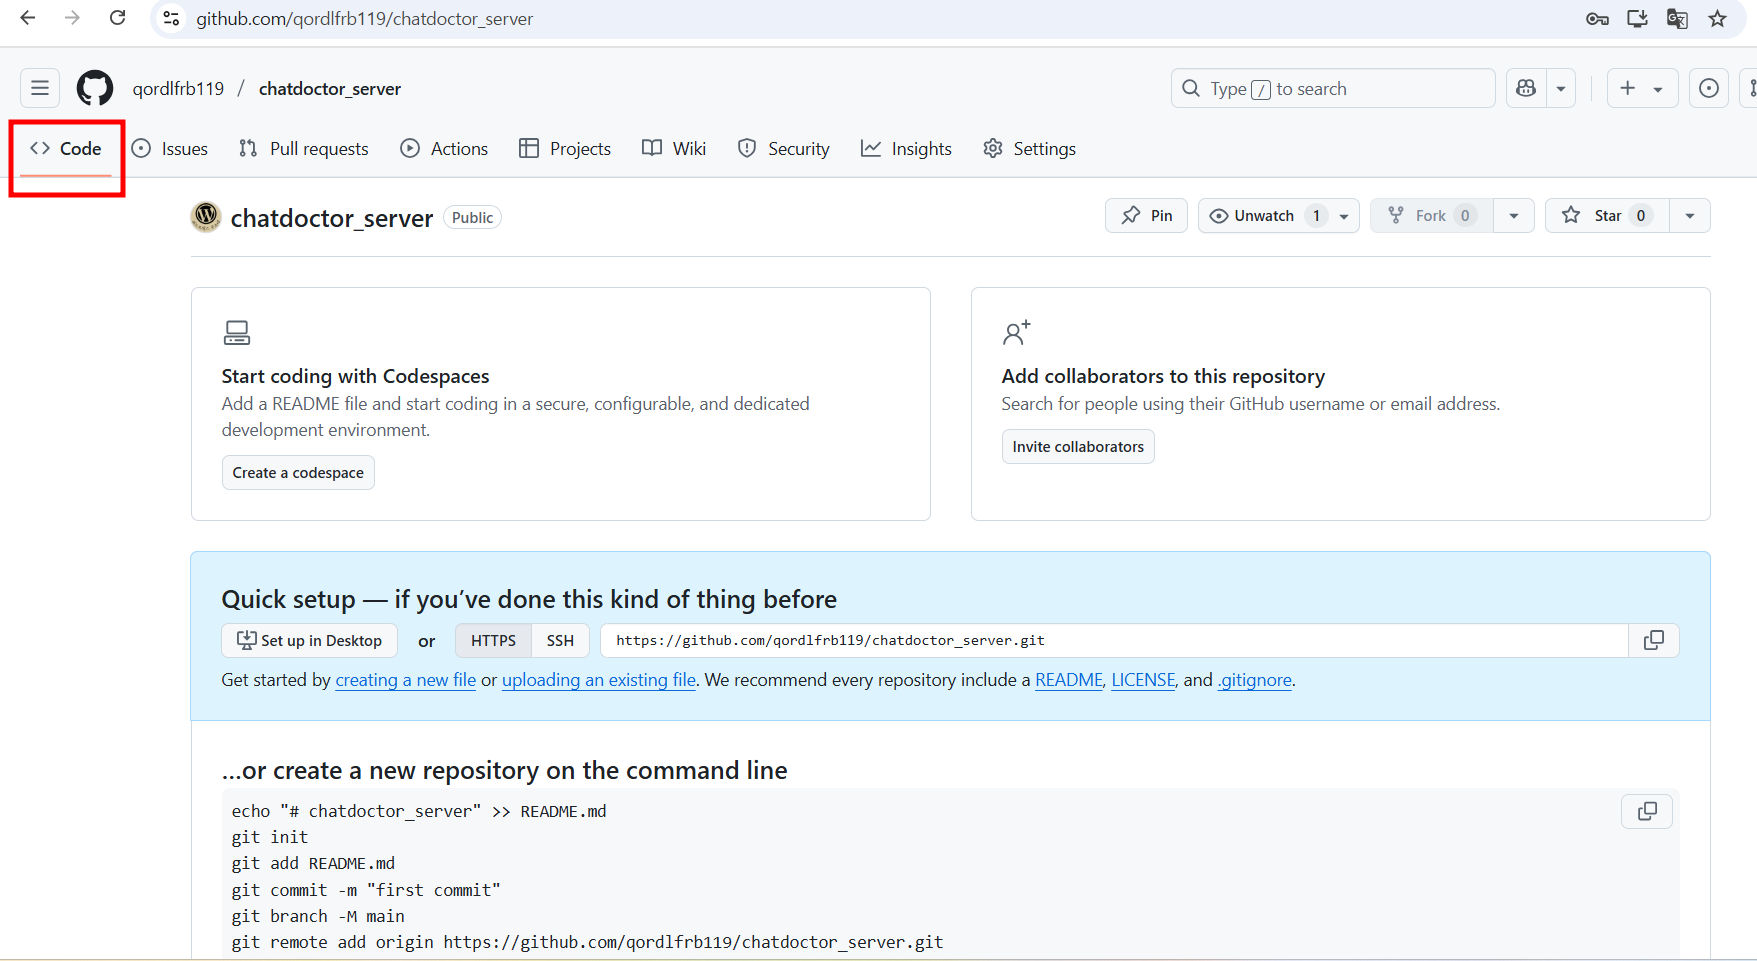 github.com/qordlfrb119/chatdoctor_server
qordlfrb119 / chatdoctor_server
Type / to search
Code
Issues
Pull requests
Actions
Projects
Wiki
Security
Insights
Settings
chatdoctor_server Public
Pin
Unwatch 1
Fork 0
Star 0
Start coding with Codespaces
Add a README file and start coding in a secure, configurable, and dedicated
development environment.
Create a codespace
Add collaborators to this repository
Search for people using their GitHub username or email address.
Invite collaborators
Quick setup — if you’ve done this kind of thing before
Set up in Desktop or HTTPS SSH https://github.com/qordlfrb119/chatdoctor_server.git
Get started by creating a new file or uploading an existing file. We recommend every repository include a README, LICENSE, and .gitignore.
…or create a new repository on the command line
echo "# chatdoctor_server" >> README.md
git init
git add README.md
git commit -m "first commit"
git branch -M main
git remote add origin https://github.com/qordlfrb119/chatdoctor_server.git